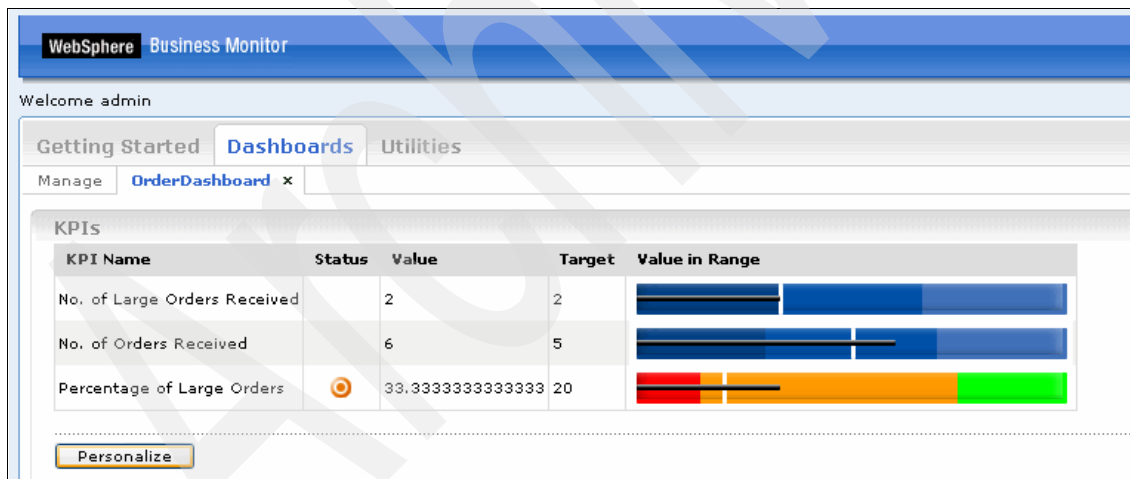 WebSphere Business Monitor
Welcome admin
Getting Started Dashboards Utilities
Manage OrderDashboard x
KPIs
KPI Name Status Value Target Value in Range
No. of Large Orders Received 2 2
No. of Orders Received 6 5
Percentage of Large Orders 33.3333333333333 20
Personalize